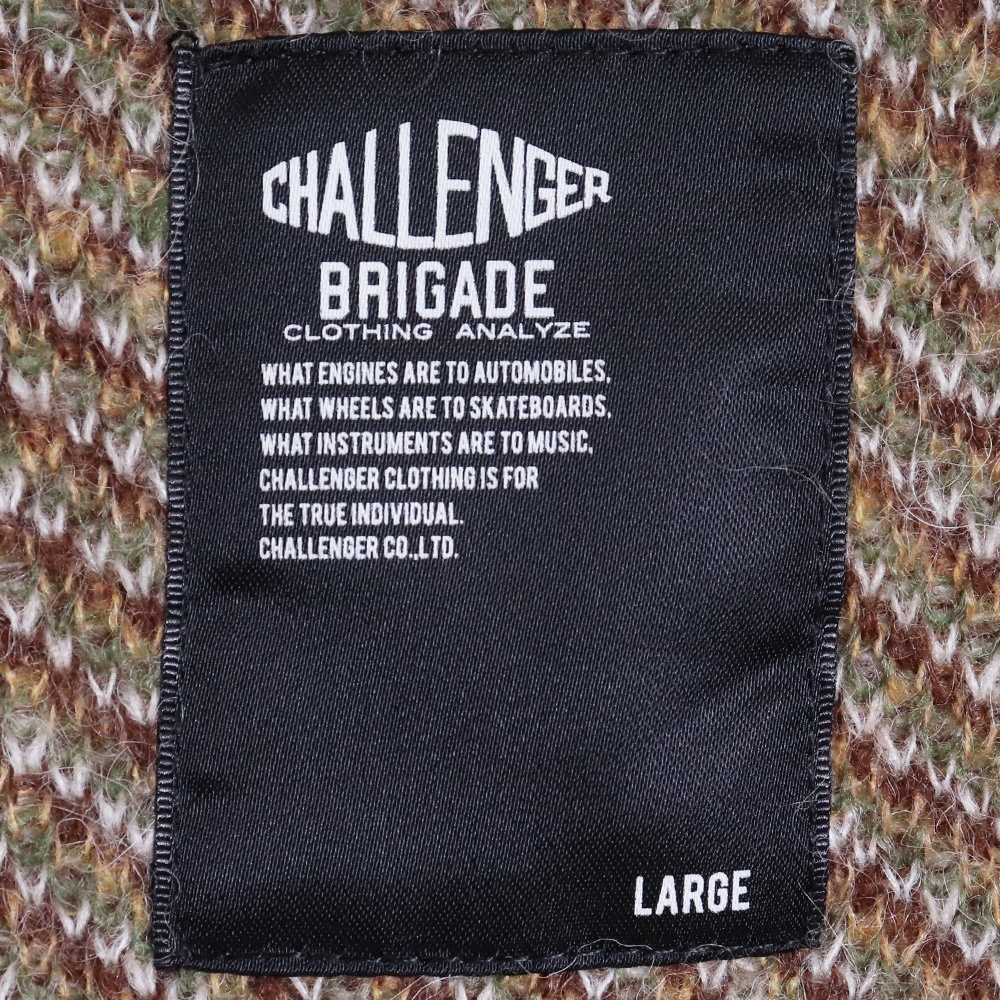 CHALLENGER
BRIGADE
CLOTHING ANALYZE
WHAT ENGINES ARE TO AUTOMOBILES,
WHAT WHEELS ARE TO SKATEBOARDS,
WHAT INSTRUMENTS ARE TO MUSIC,
CHALLENGER CLOTHING IS FOR
THE TRUE INDIVIDUAL.
CHALLENGER CO.,LTD.
LARGE